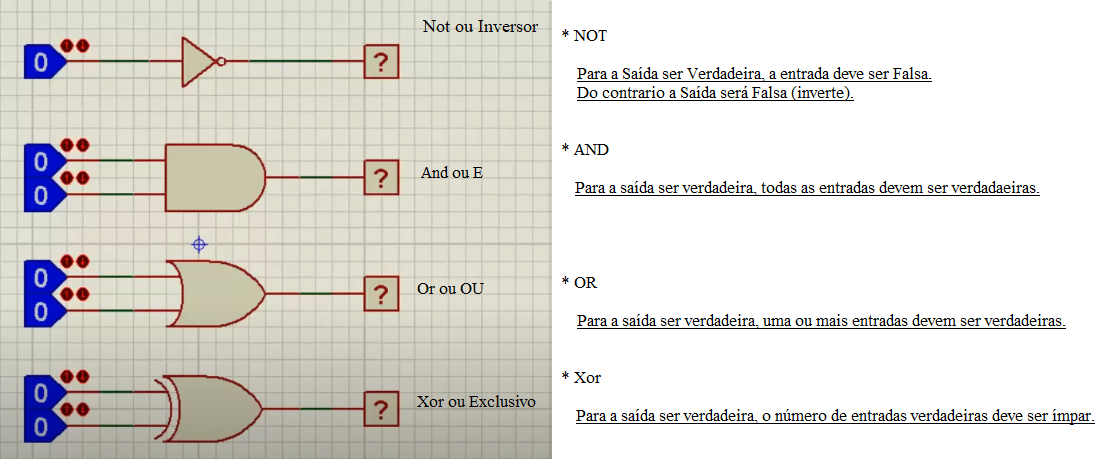 Not ou Inversor
0
?
And ou E
0
0
?
Or ou OU
0
0
?
Xor ou Exclusivo
0
0
?
* NOT
Para a Saída ser Verdadeira, a entrada deve ser Falsa.
Do contrario a Saída será Falsa (inverte).
* AND
Para a saída ser verdadeira, todas as entradas devem ser verdadaeiras.
* OR
Para a saída ser verdadeira, uma ou mais entradas devem ser verdadeiras.
* Xor
Para a saída ser verdadeira, o número de entradas verdadeiras deve ser ímpar.